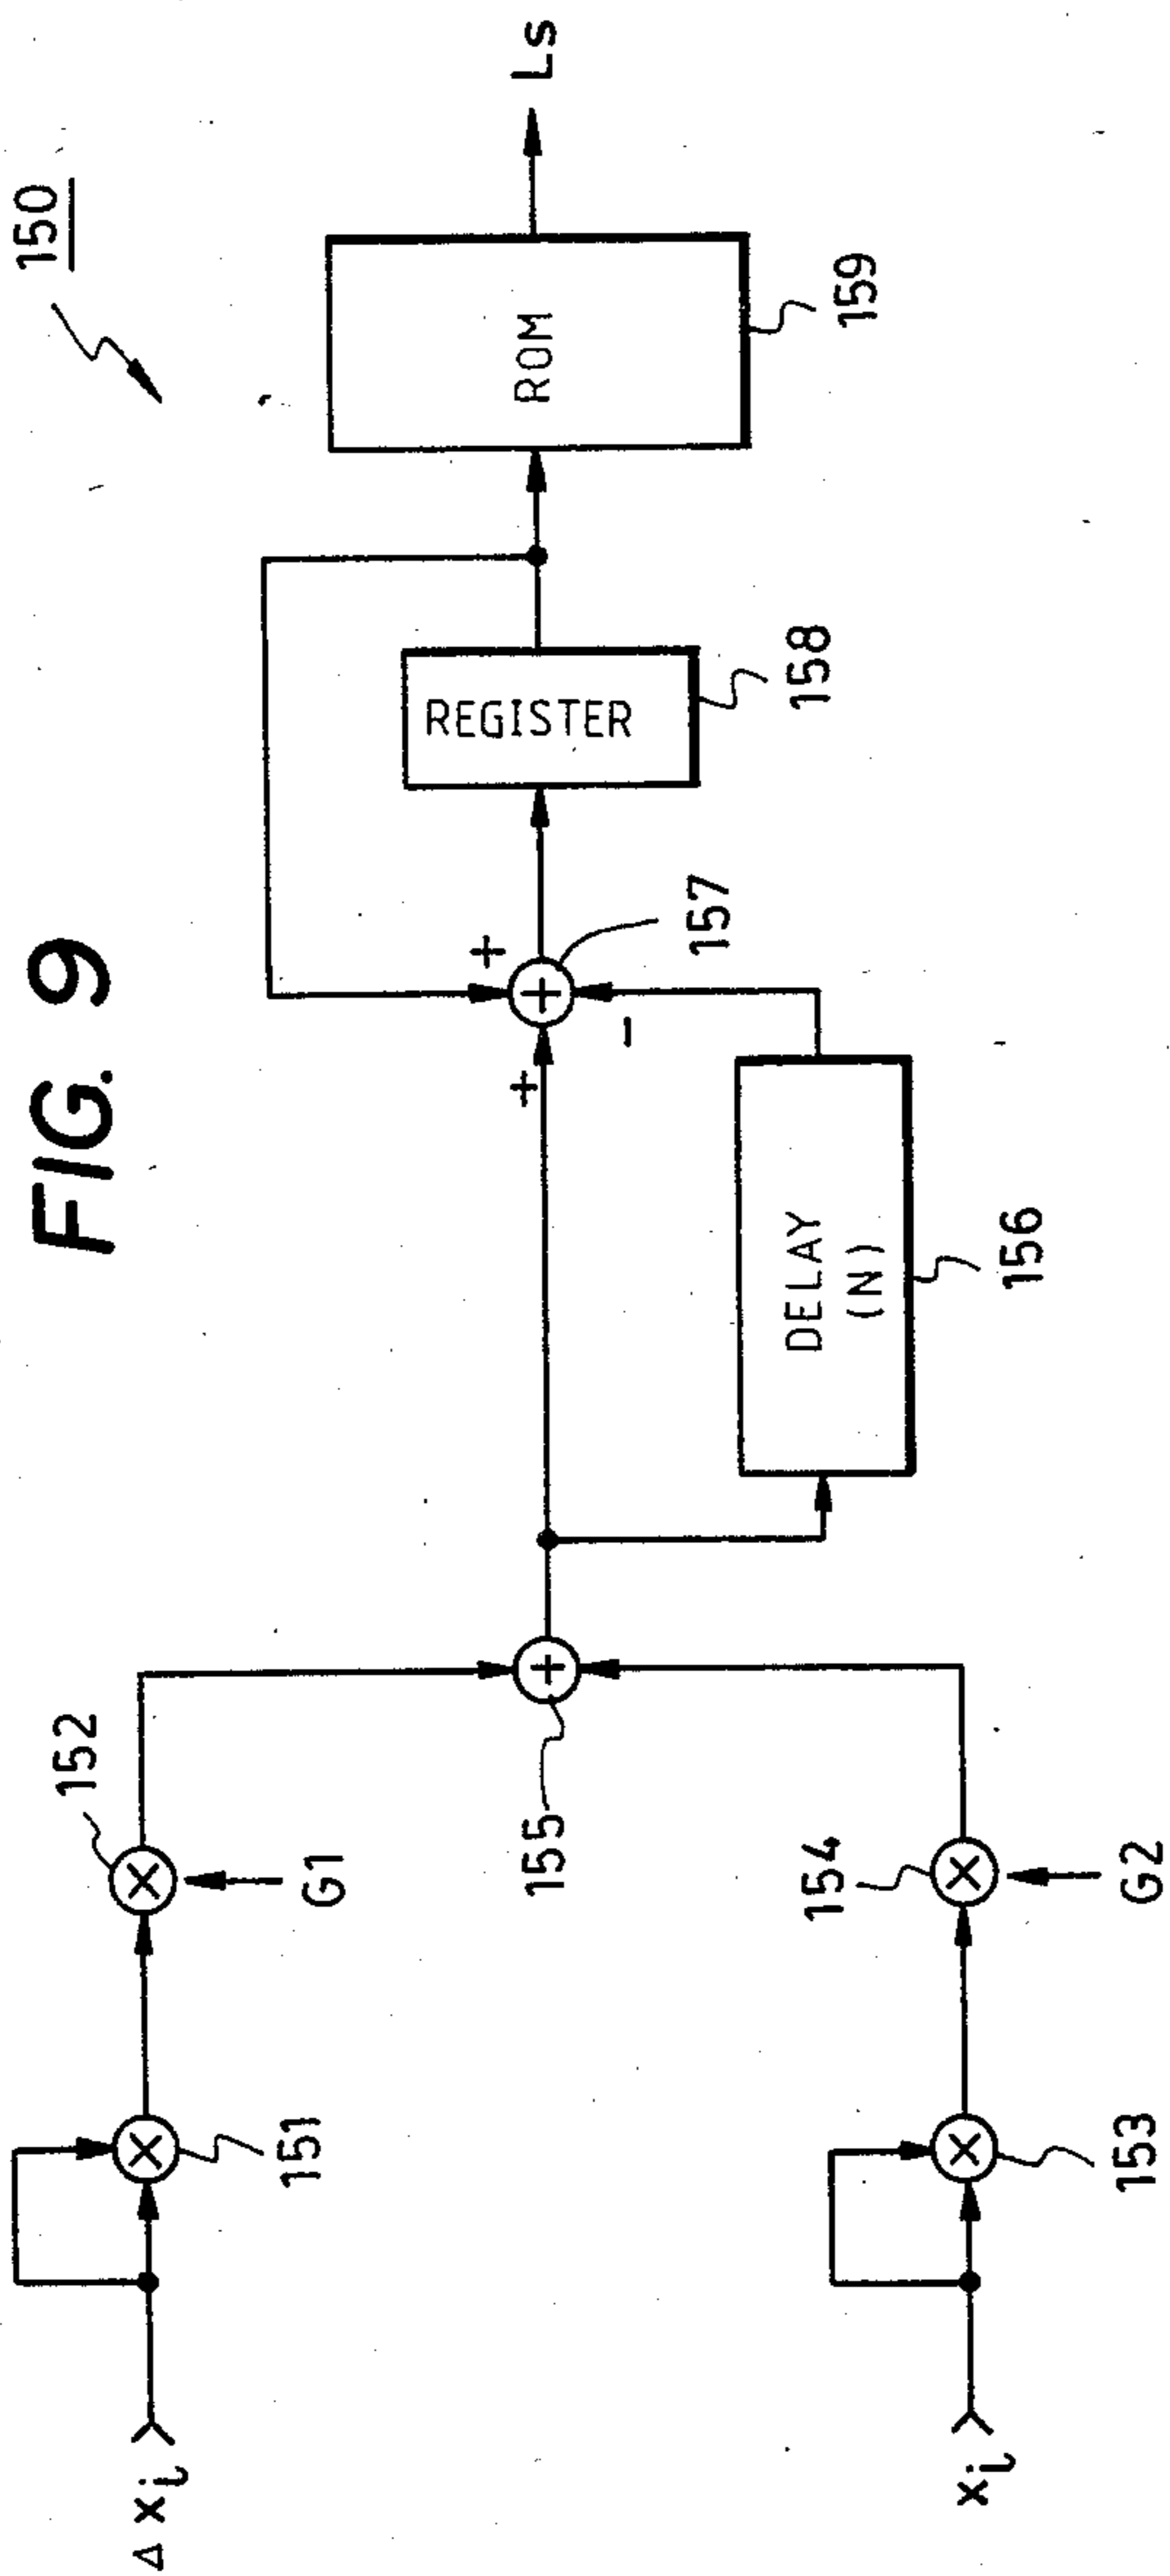 FIG. 9
150
Δxi
151
152
G1
xi
153
154
G2
155
DELAY
(N)
156
+
+
-
157
REGISTER
158
ROM
159
Ls